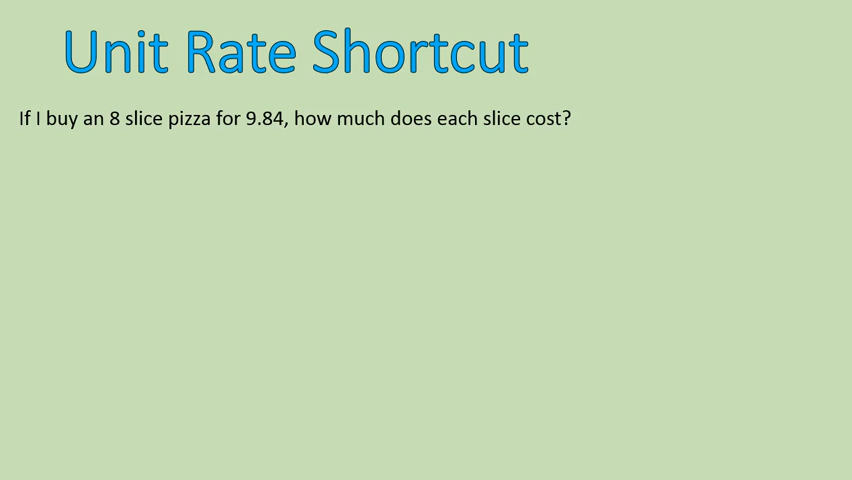 Unit Rate Shortcut
If I buy an 8 slice pizza for 9.84, how much does each slice cost?